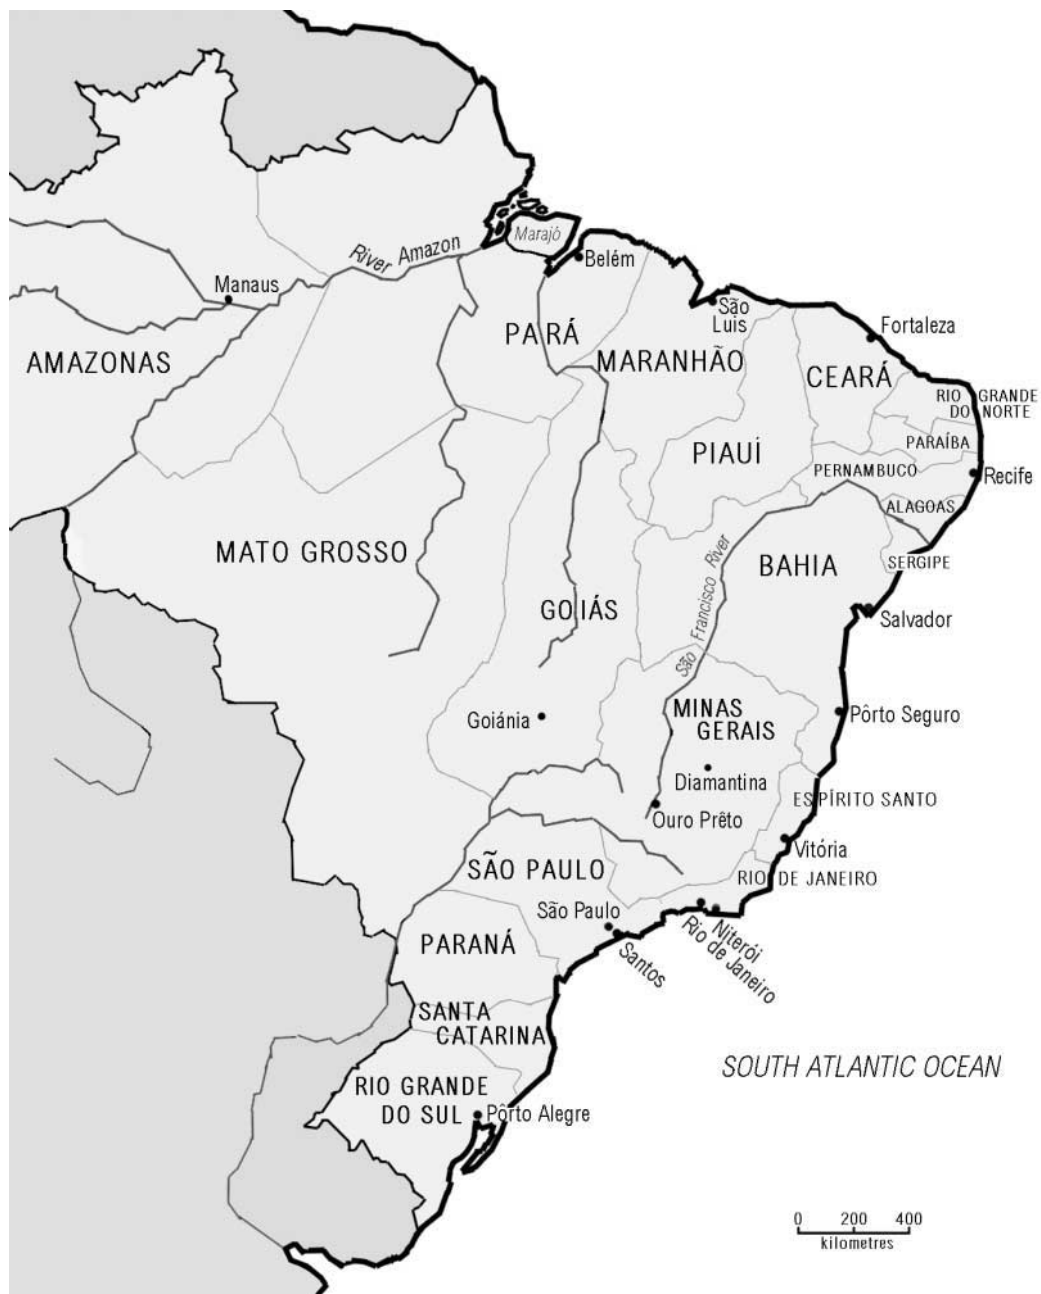 Marajó
River Amazon
Belém
Manaus
São
Luis
Fortaleza
PARÁ
AMAZONAS
MARANHÃO
CEARÁ
RIO GRANDE
DO NORTE
PARAÍBA
PIAUÍ
PERNAMBUCO
Recife
ALAGOAS
MATO GROSSO
BAHIA
SERGIPE
São Francisco River
GOIÁS
Salvador
Goiánia
MINAS
GERAIS
Pôrto Seguro
Diamantina
ESPÍRITO SANTO
Ouro Prêto
Vitória
SÃO PAULO
RIO DE JANEIRO
São Paulo
Santos
Niterói
Rio de Janeiro
PARANÁ
SANTA
CATARINA
SOUTH ATLANTIC OCEAN
RIO GRANDE
DO SUL
Pôrto Alegre
0 200 400
kilometres